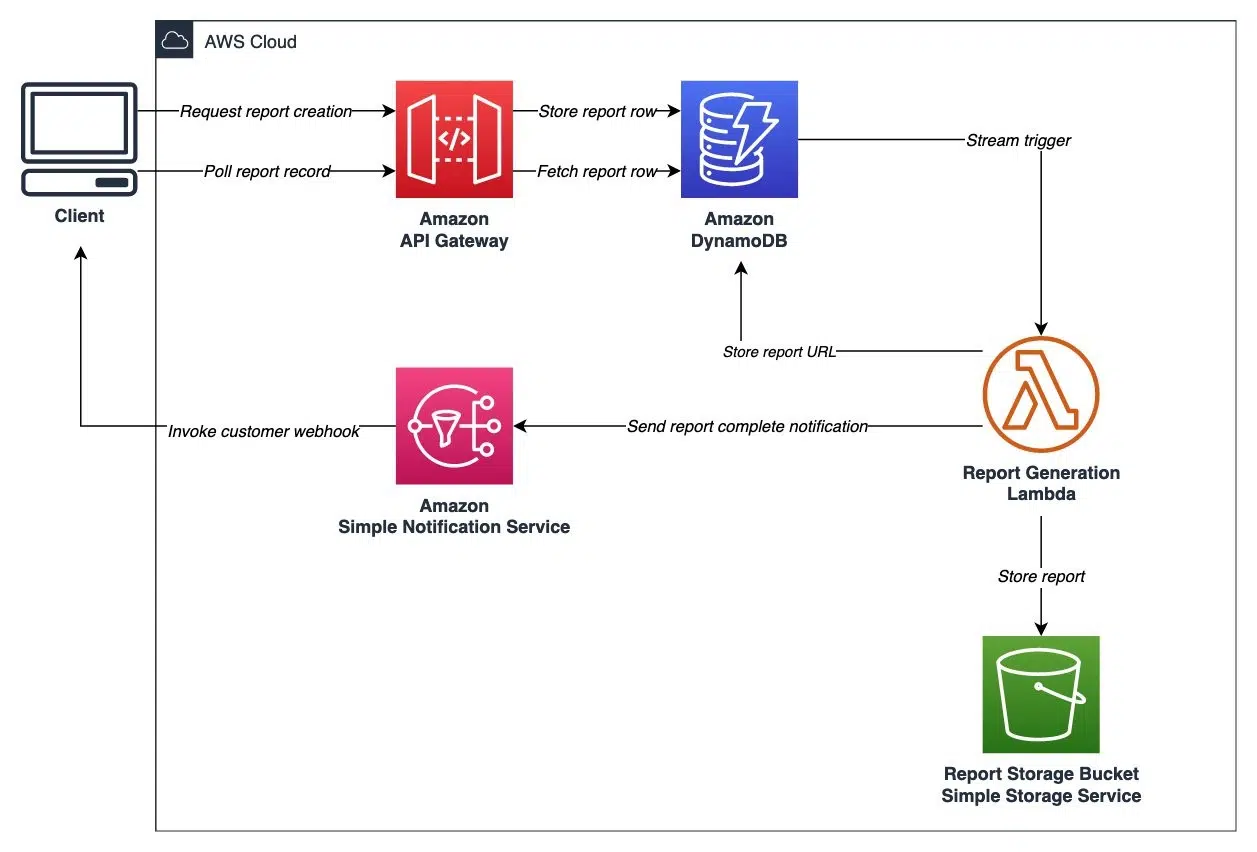 AWS Cloud
Request report creation
Store report row
Stream trigger
Poll report record
Fetch report row
Client
Amazon
API Gateway
Amazon
DynamoDB
Store report URL
Invoke customer webhook
Send report complete notification
Amazon
Simple Notification Service
Report Generation
Lambda
Store report
Report Storage Bucket
Simple Storage Service